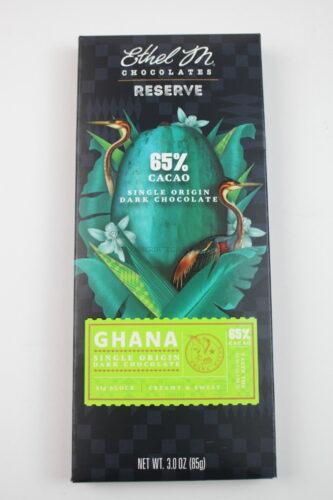 Ethel M.
CHOCOLATES
RESERVE
65%
CACAO
SINGLE ORIGIN
DARK CHOCOLATE
GHANA
SINGLE ORIGIN
DARK CHOCOLATE
BLOCK
CREAMY & SWEET
65%
CACAO
NET WT. 3.0 OZ (85g)